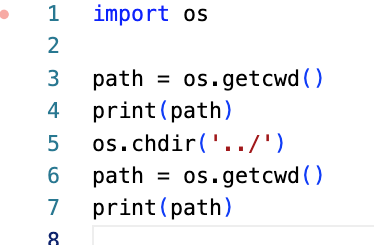 1 import os
2
3 path = os.getcwd()
4 print(path)
5 os.chdir('../')
6 path = os.getcwd()
7 print(path)
8